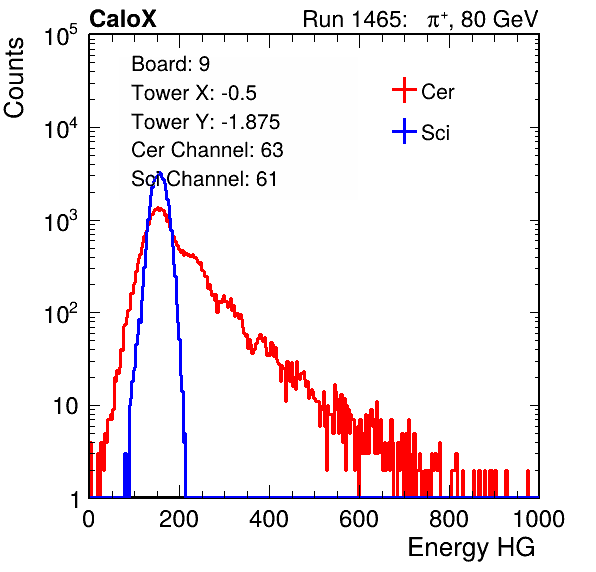 CaloX Run 1465: π⁺, 80 GeV
Counts
10⁵
10⁴
10³
10²
10
1
Board: 9
Tower X: -0.5
Tower Y: -1.875
Cer Channel: 63
Sci Channel: 61
Cer
Sci
0 200 400 600 800 1000
Energy HG